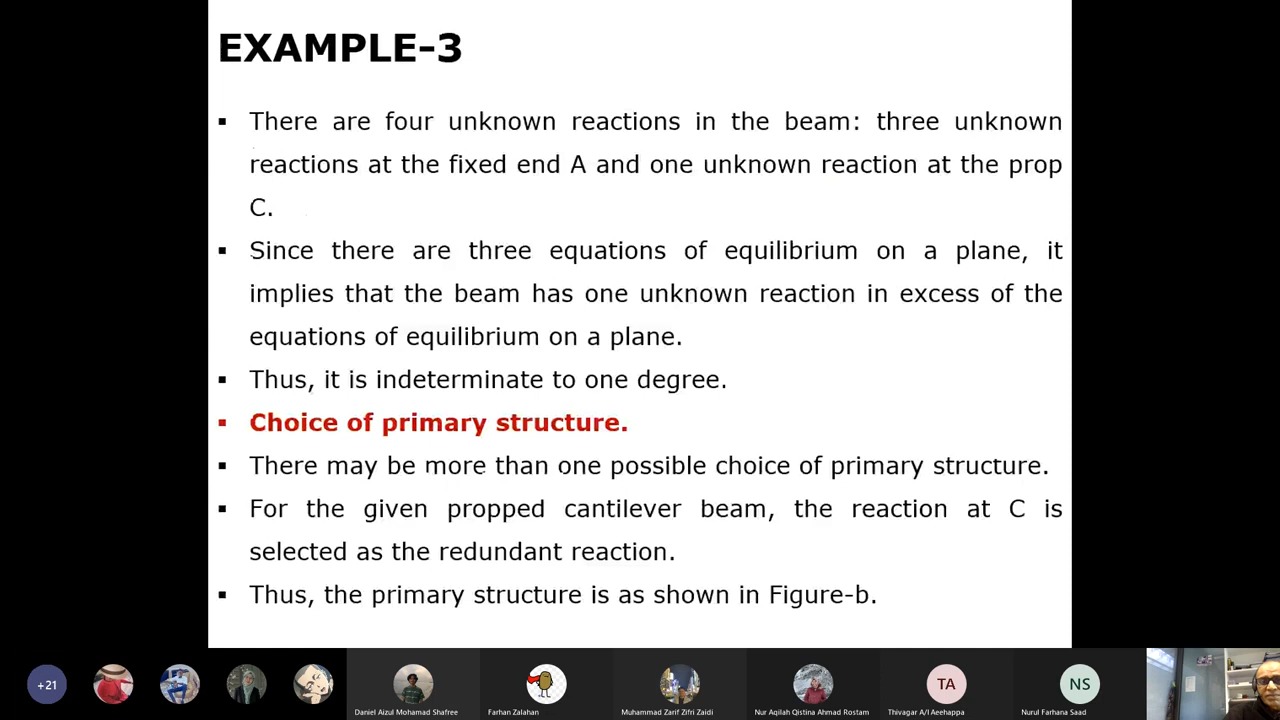 EXAMPLE-3
▪ There are four unknown reactions in the beam: three unknown
reactions at the fixed end A and one unknown reaction at the prop
C.
▪ Since there are three equations of equilibrium on a plane, it
implies that the beam has one unknown reaction in excess of the
equations of equilibrium on a plane.
▪ Thus, it is indeterminate to one degree.
▪ Choice of primary structure.
▪ There may be more than one possible choice of primary structure.
▪ For the given propped cantilever beam, the reaction at C is
selected as the redundant reaction.
▪ Thus, the primary structure is as shown in Figure-b.
+21
TA
NS
Daniel Aizul Mohamad Shafree
Farhan Zalahan
Muhammad Zarif Zifri Zaidi
Nur Aqilah Qistina Ahmad Rostam
Thivagar A/l Aeehappa
Nurul Farhana Saad